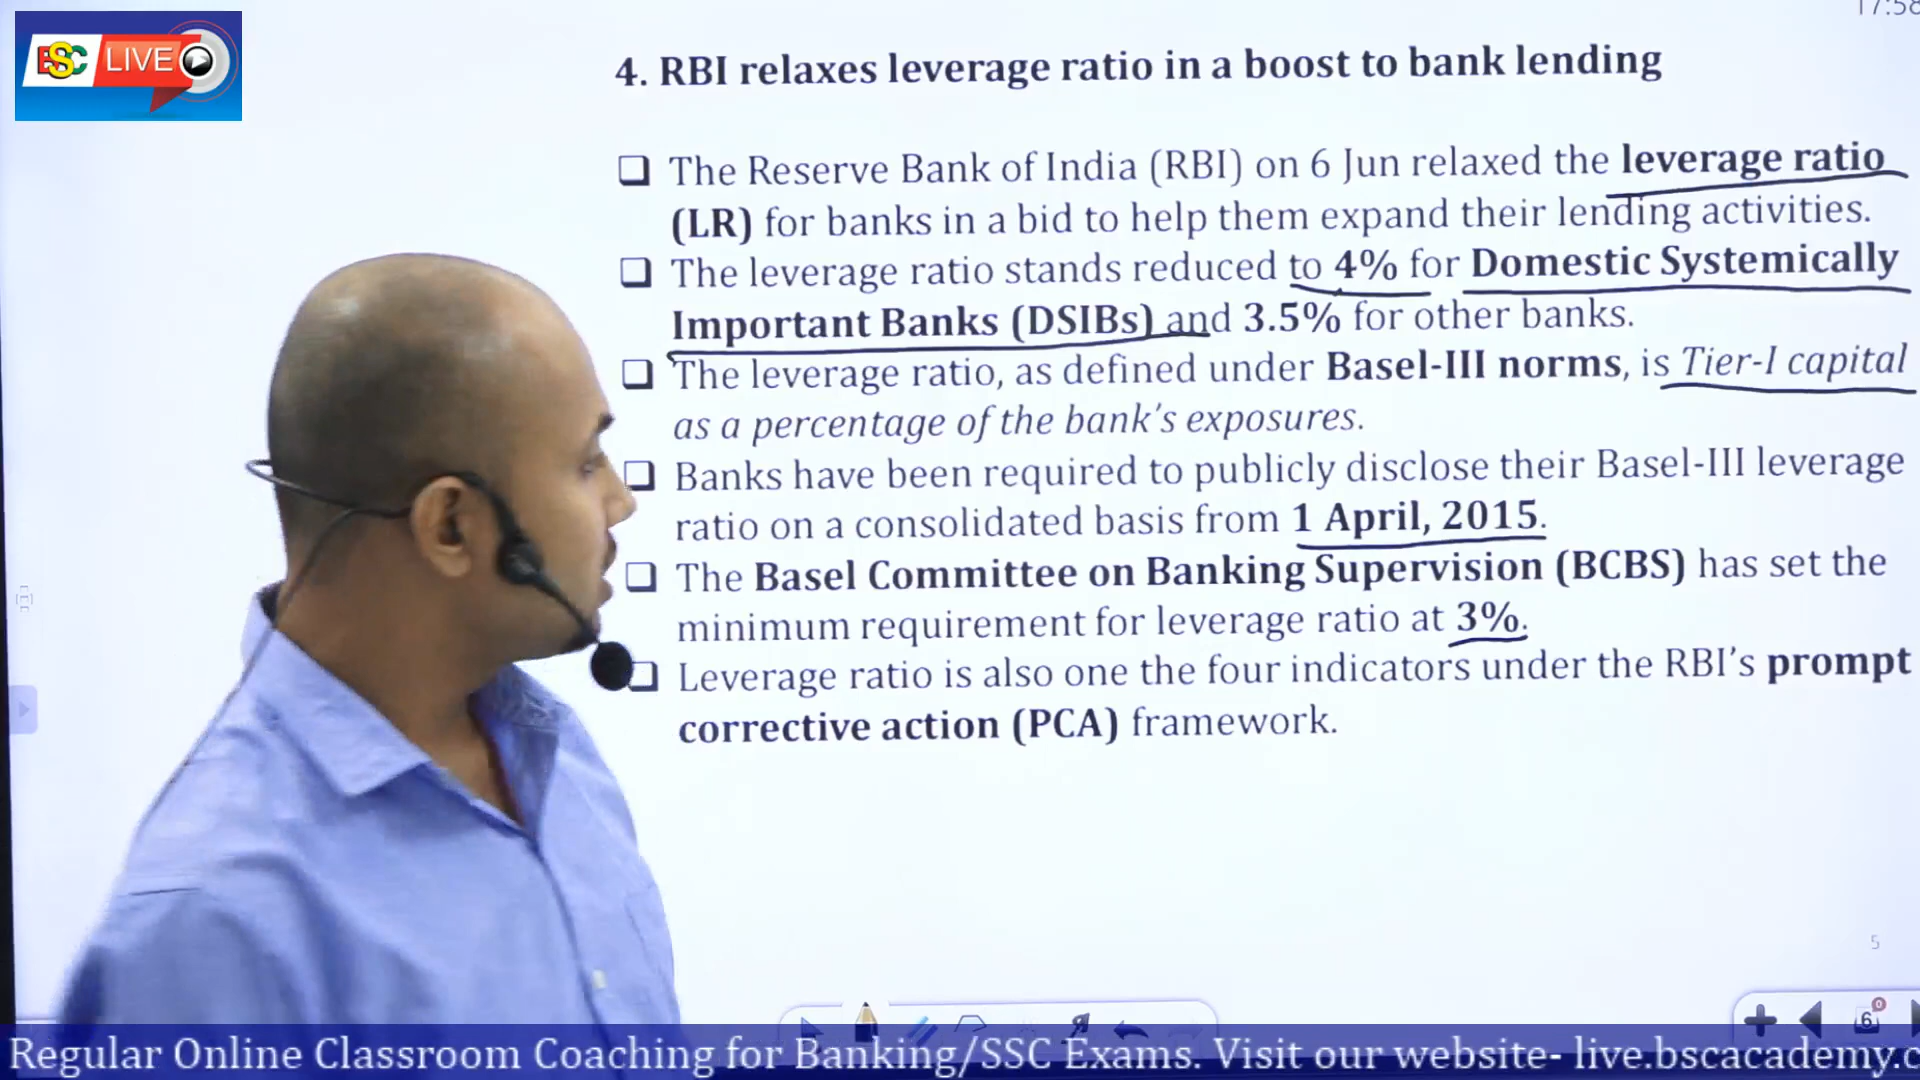 17:58
BSC LIVE
4. RBI relaxes leverage ratio in a boost to bank lending
The Reserve Bank of India (RBI) on 6 Jun relaxed the leverage ratio
(LR) for banks in a bid to help them expand their lending activities.
The leverage ratio stands reduced to 4% for Domestic Systemically
Important Banks (DSIBs) and 3.5% for other banks.
The leverage ratio, as defined under Basel-III norms, is Tier-I capital
as a percentage of the bank's exposures.
Banks have been required to publicly disclose their Basel-III leverage
ratio on a consolidated basis from 1 April, 2015.
The Basel Committee on Banking Supervision (BCBS) has set the
minimum requirement for leverage ratio at 3%.
Leverage ratio is also one the four indicators under the RBI's prompt
corrective action (PCA) framework.
5
6
0
Regular Online Classroom Coaching for Banking/SSC Exams. Visit our website- live.bscacademy.c